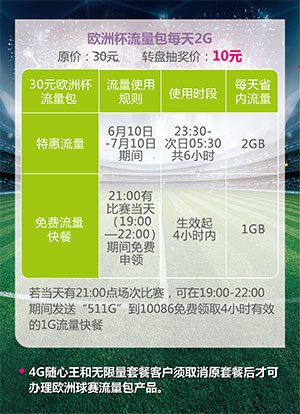 欧洲杯流量包每天2G
原价：30元 转盘抽奖价：10元
30元欧洲杯
流量包
流量使用
规则
使用时段
每天省
内流量
特惠流量
6月10日
-7月10日
期间
23:30-
次日05:30
共6小时
2GB
免费流量
快餐
21:00有
比赛当天
（19:00
—22:00）
期间免费
申领
生效起
4小时内
1GB
若当天有21:00点场次比赛，可在19:00-22:00
期间发送“511G”到10086免费领取4小时有效
的1G流量快餐
* 4G随心王和无限量套餐客户须取消原套餐后才可
办理欧洲球赛流量包产品。